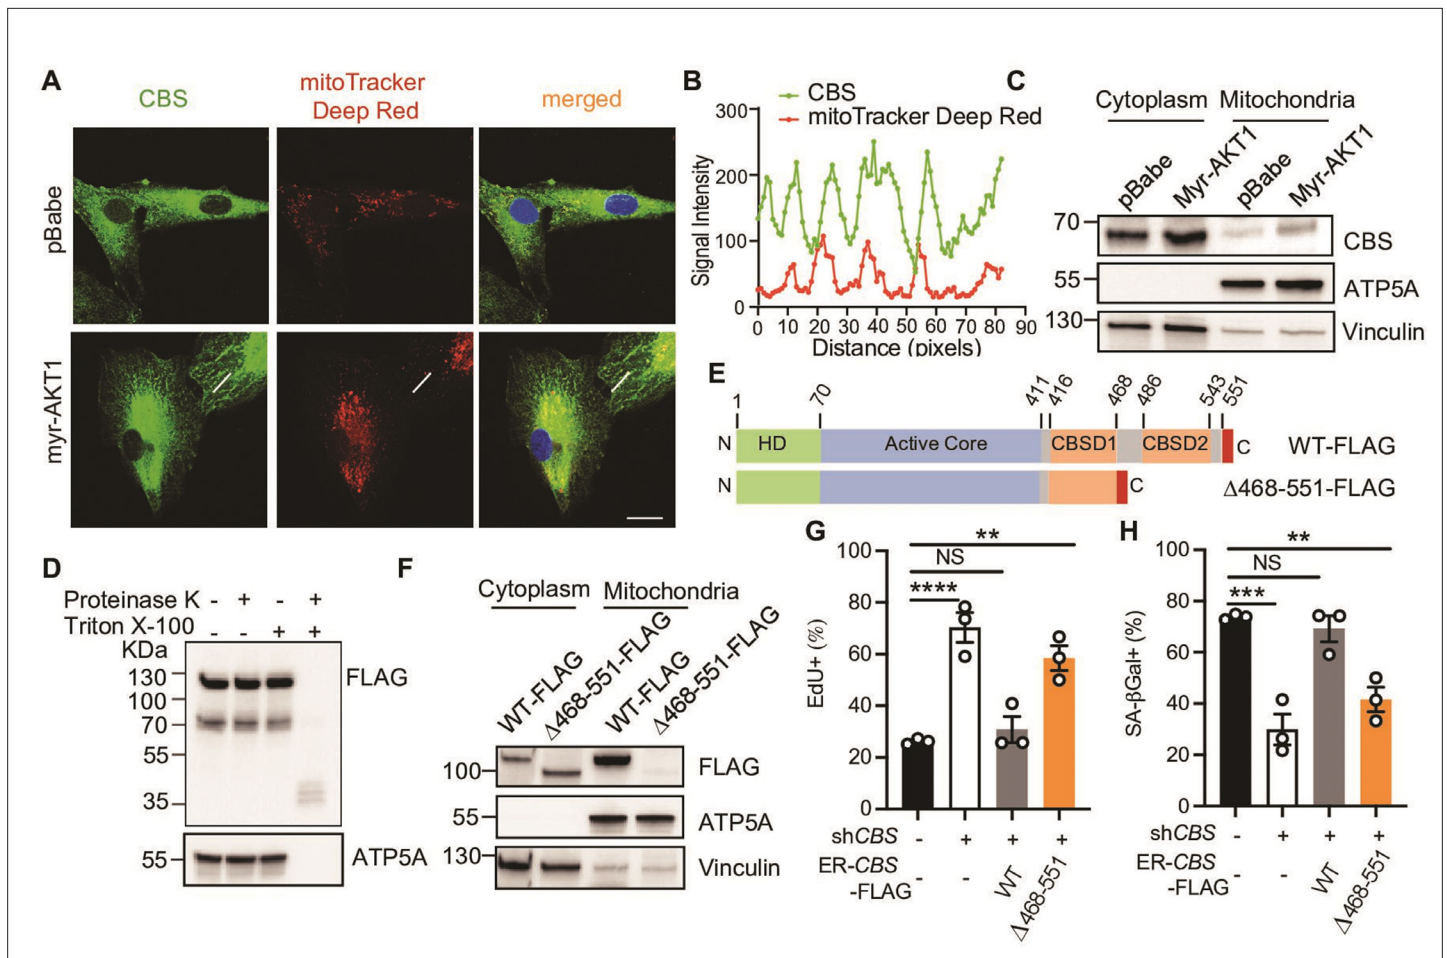 A
CBS
mitoTracker
Deep Red
merged
pBabe
myr-AKT1
B
CBS
mitoTracker Deep Red
Signal Intensity
300
200
100
0
0 10 20 30 40 50 60 70 80 90
Distance (pixels)
C
Cytoplasm Mitochondria
pBabe
Myr-AKT1
pBabe
Myr-AKT1
70
CBS
55
ATP5A
130
Vinculin
E
1 70 411 416 468 486 543 551
N HD Active Core CBSD1 CBSD2 C WT-FLAG
N C Δ468-551-FLAG
D
Proteinase K - + - +
Triton X-100 - - + +
KDa
130
100
70
55
35
FLAG
55
ATP5A
F
Cytoplasm Mitochondria
WT-FLAG
Δ468-551-FLAG
WT-FLAG
Δ468-551-FLAG
100
FLAG
55
ATP5A
130
Vinculin
G
EdU+ (%)
100
80
60
40
20
0
**
NS
****
shCBS - + + +
ER-CBS
-FLAG - - WT Δ468-551
H
SA-βGal+ (%)
100
80
60
40
20
0
**
NS
***
shCBS - + + +
ER-CBS
-FLAG - - WT Δ468-551